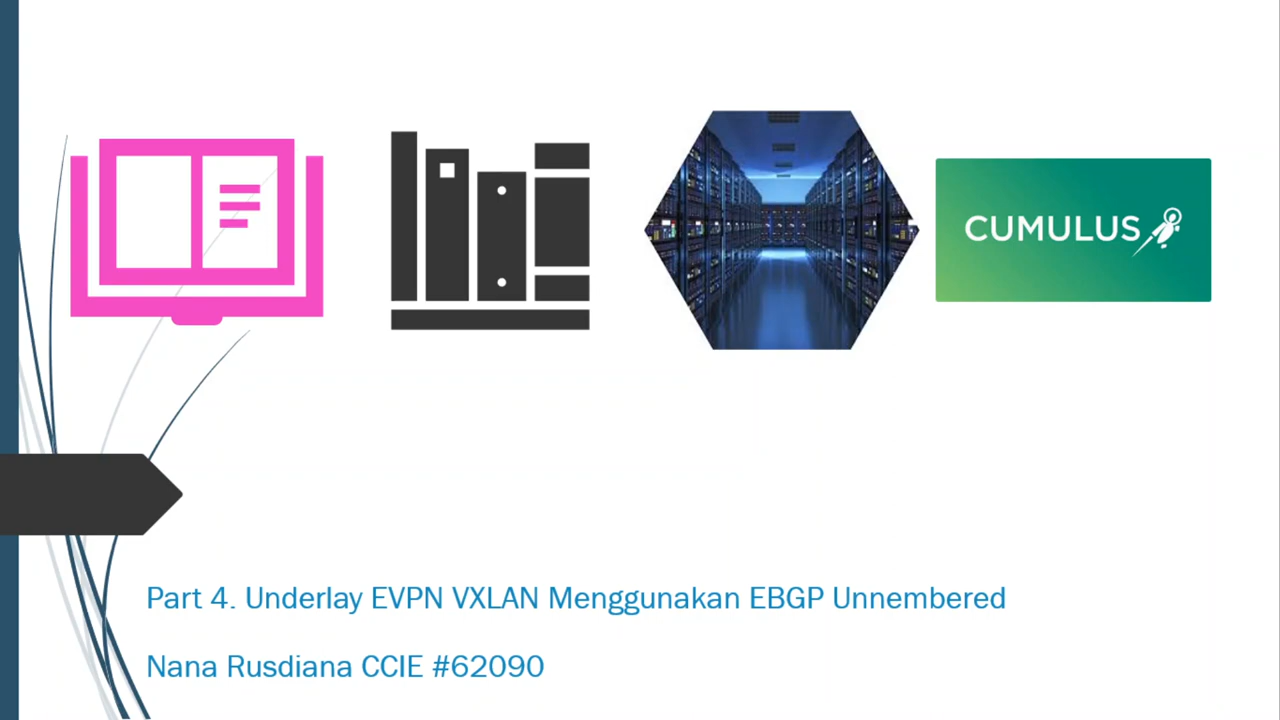 CUMULUS
Part 4. Underlay EVPN VXLAN Menggunakan EBGP Unnembered
Nana Rusdiana CCIE #62090